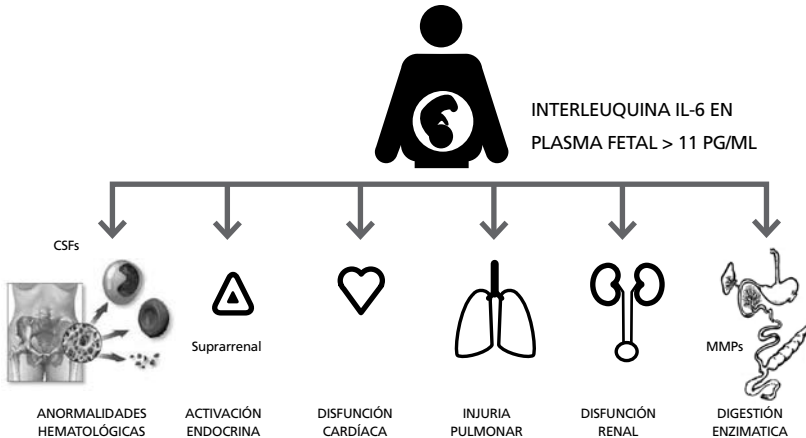 INTERLEUQUINA IL-6 EN
PLASMA FETAL > 11 PG/ML
CSFs
Suprarrenal
MMPs
ANORMALIDADES
HEMATOLÓGICAS
ACTIVACIÓN
ENDOCRINA
DISFUNCIÓN
CARDÍACA
INJURIA
PULMONAR
DISFUNCIÓN
RENAL
DIGESTIÓN
ENZIMATICA